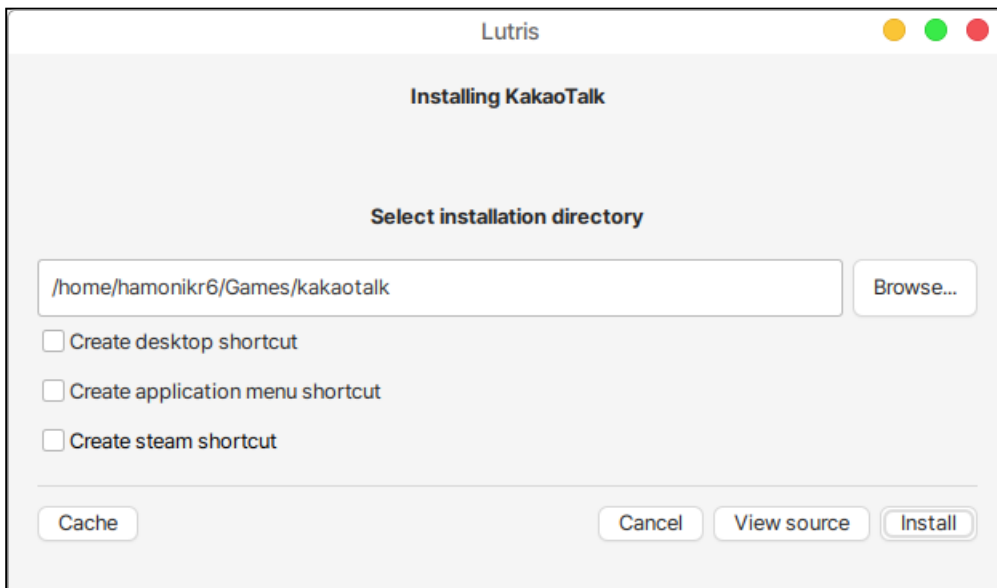 Lutris
Installing KakaoTalk
Select installation directory
/home/hamonikr6/Games/kakaotalk
Browse...
Create desktop shortcut
Create application menu shortcut
Create steam shortcut
Cache
Cancel
View source
Install